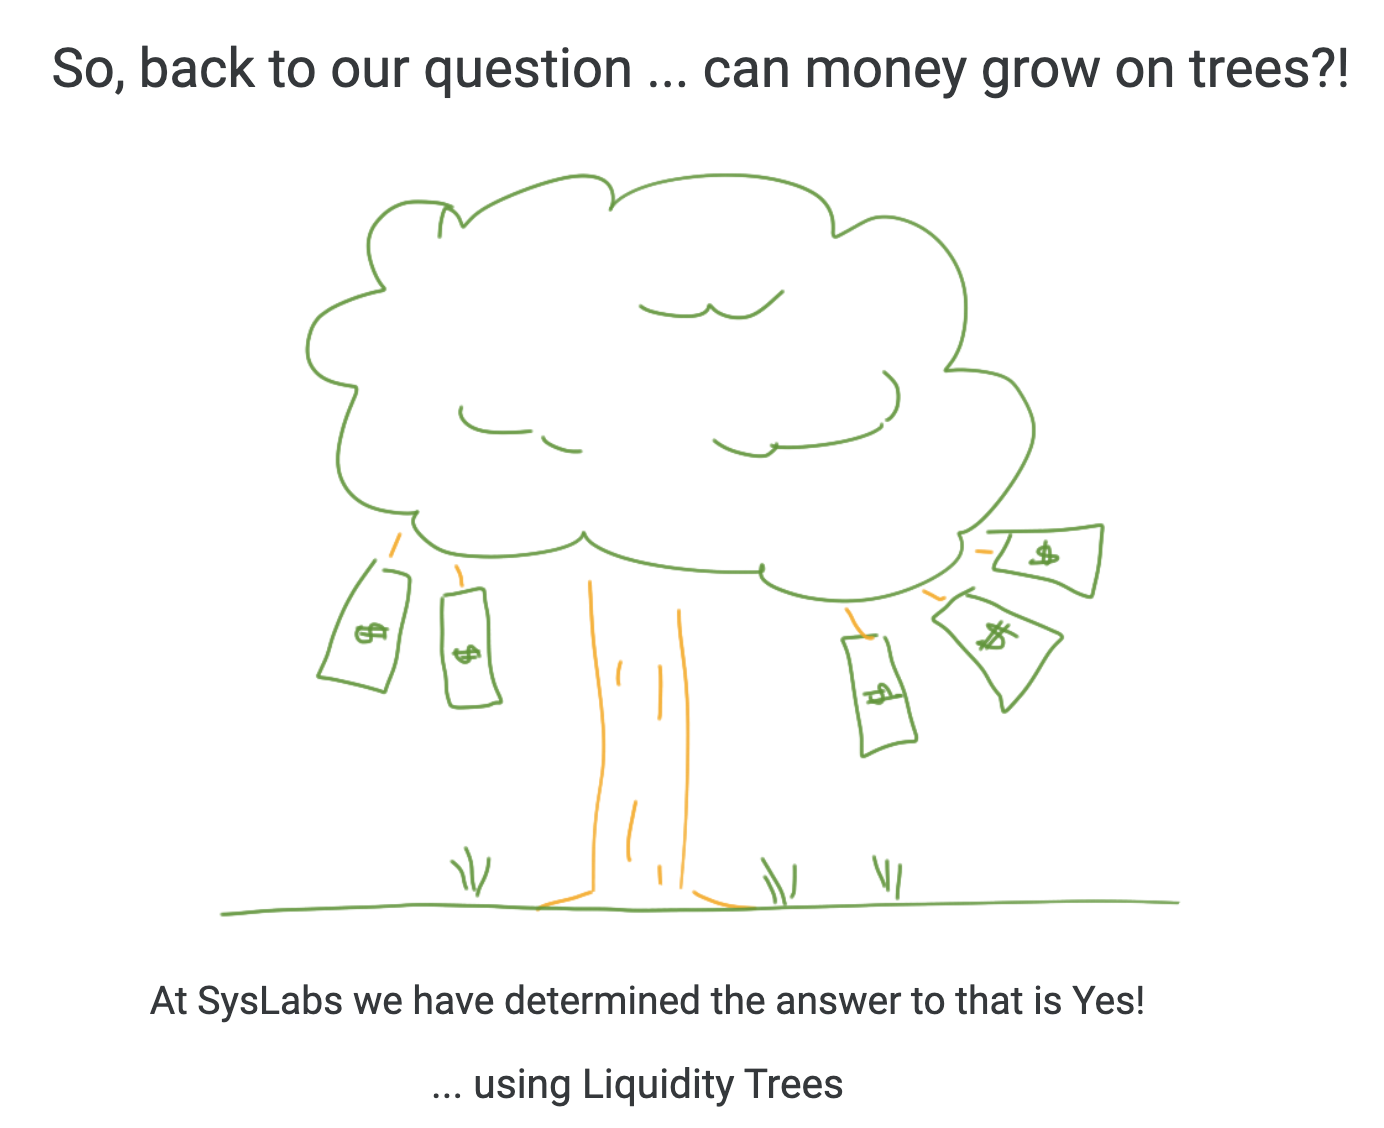 So, back to our question ... can money grow on trees?!
$
$
$
$
$
At SysLabs we have determined the answer to that is Yes!
... using Liquidity Trees